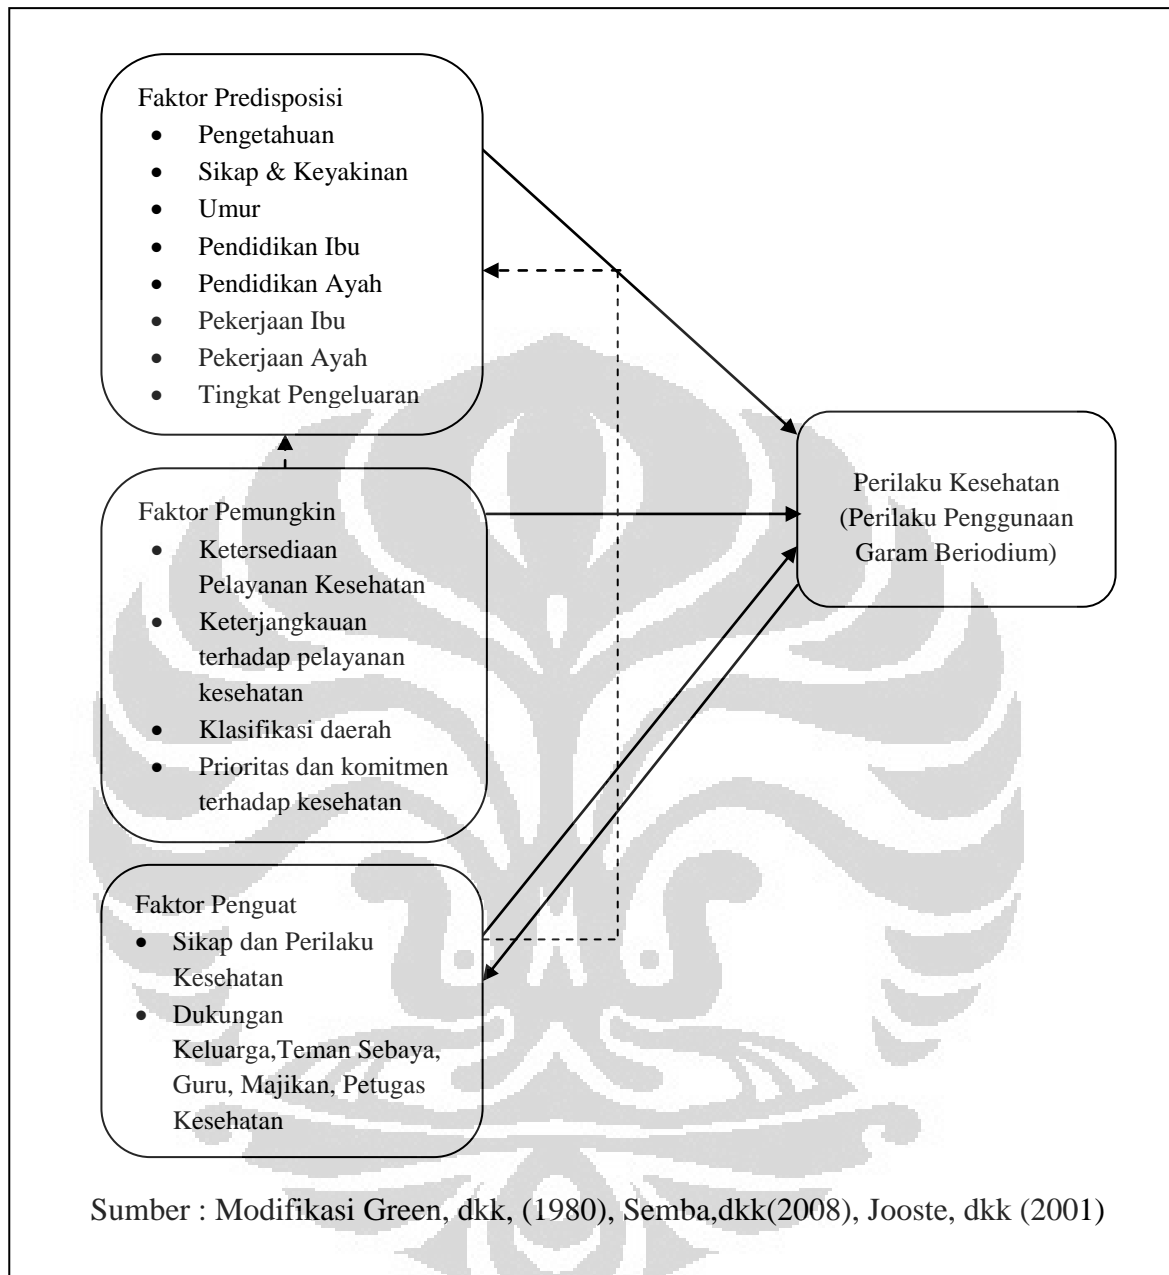 Faktor Predisposisi
• Pengetahuan
• Sikap & Keyakinan
• Umur
• Pendidikan Ibu
• Pendidikan Ayah
• Pekerjaan Ibu
• Pekerjaan Ayah
• Tingkat Pengeluaran
Faktor Pemungkin
• Ketersediaan
Pelayanan Kesehatan
• Keterjangkauan
terhadap pelayanan
kesehatan
• Klasifikasi daerah
• Prioritas dan komitmen
terhadap kesehatan
Faktor Penguat
• Sikap dan Perilaku
Kesehatan
• Dukungan
Keluarga,Teman Sebaya,
Guru, Majikan, Petugas
Kesehatan
Perilaku Kesehatan
(Perilaku Penggunaan
Garam Beriodium)
Sumber : Modifikasi Green, dkk, (1980), Semba,dkk(2008), Jooste, dkk (2001)